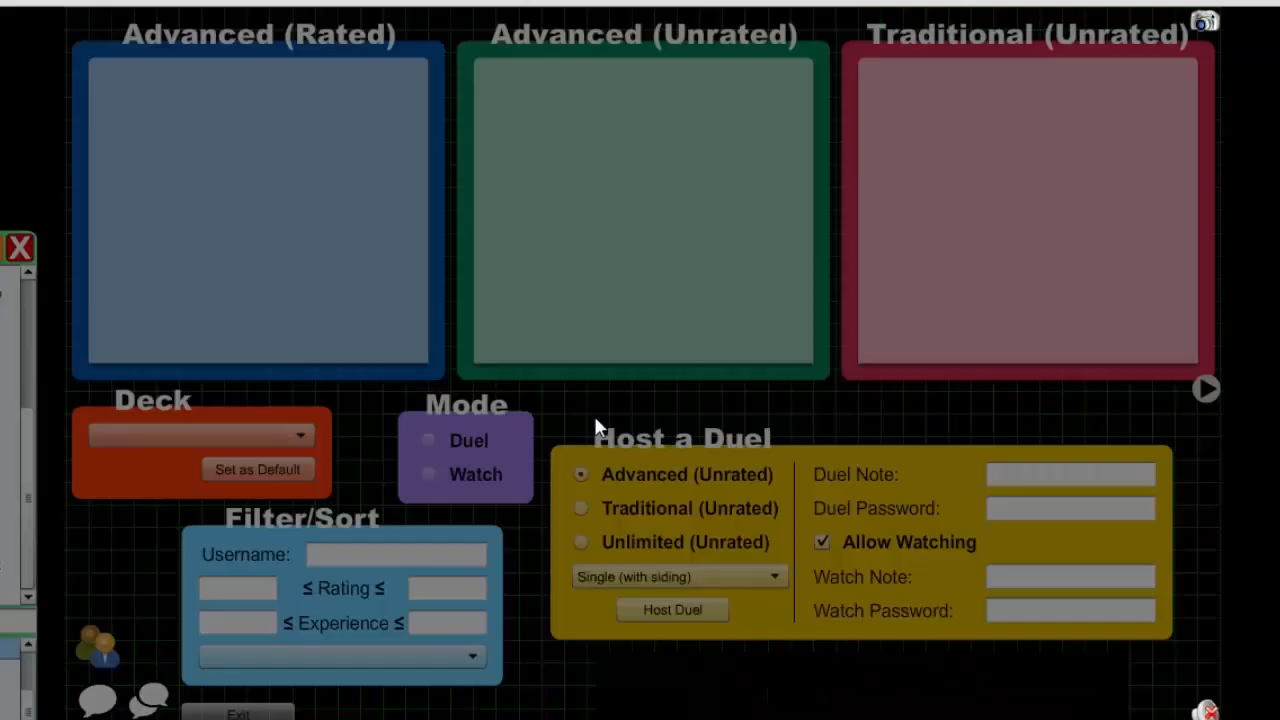 Advanced (Rated)
Advanced (Unrated)
Traditional (Unrated)
Deck
Set as Default
Mode
Duel
Watch
Host a Duel
Advanced (Unrated)
Traditional (Unrated)
Unlimited (Unrated)
Single (with siding)
Host Duel
Duel Note:
Duel Password:
Allow Watching
Watch Note:
Watch Password:
Filter/Sort
Username:
≤ Rating ≤
≤ Experience ≤
Exit
X